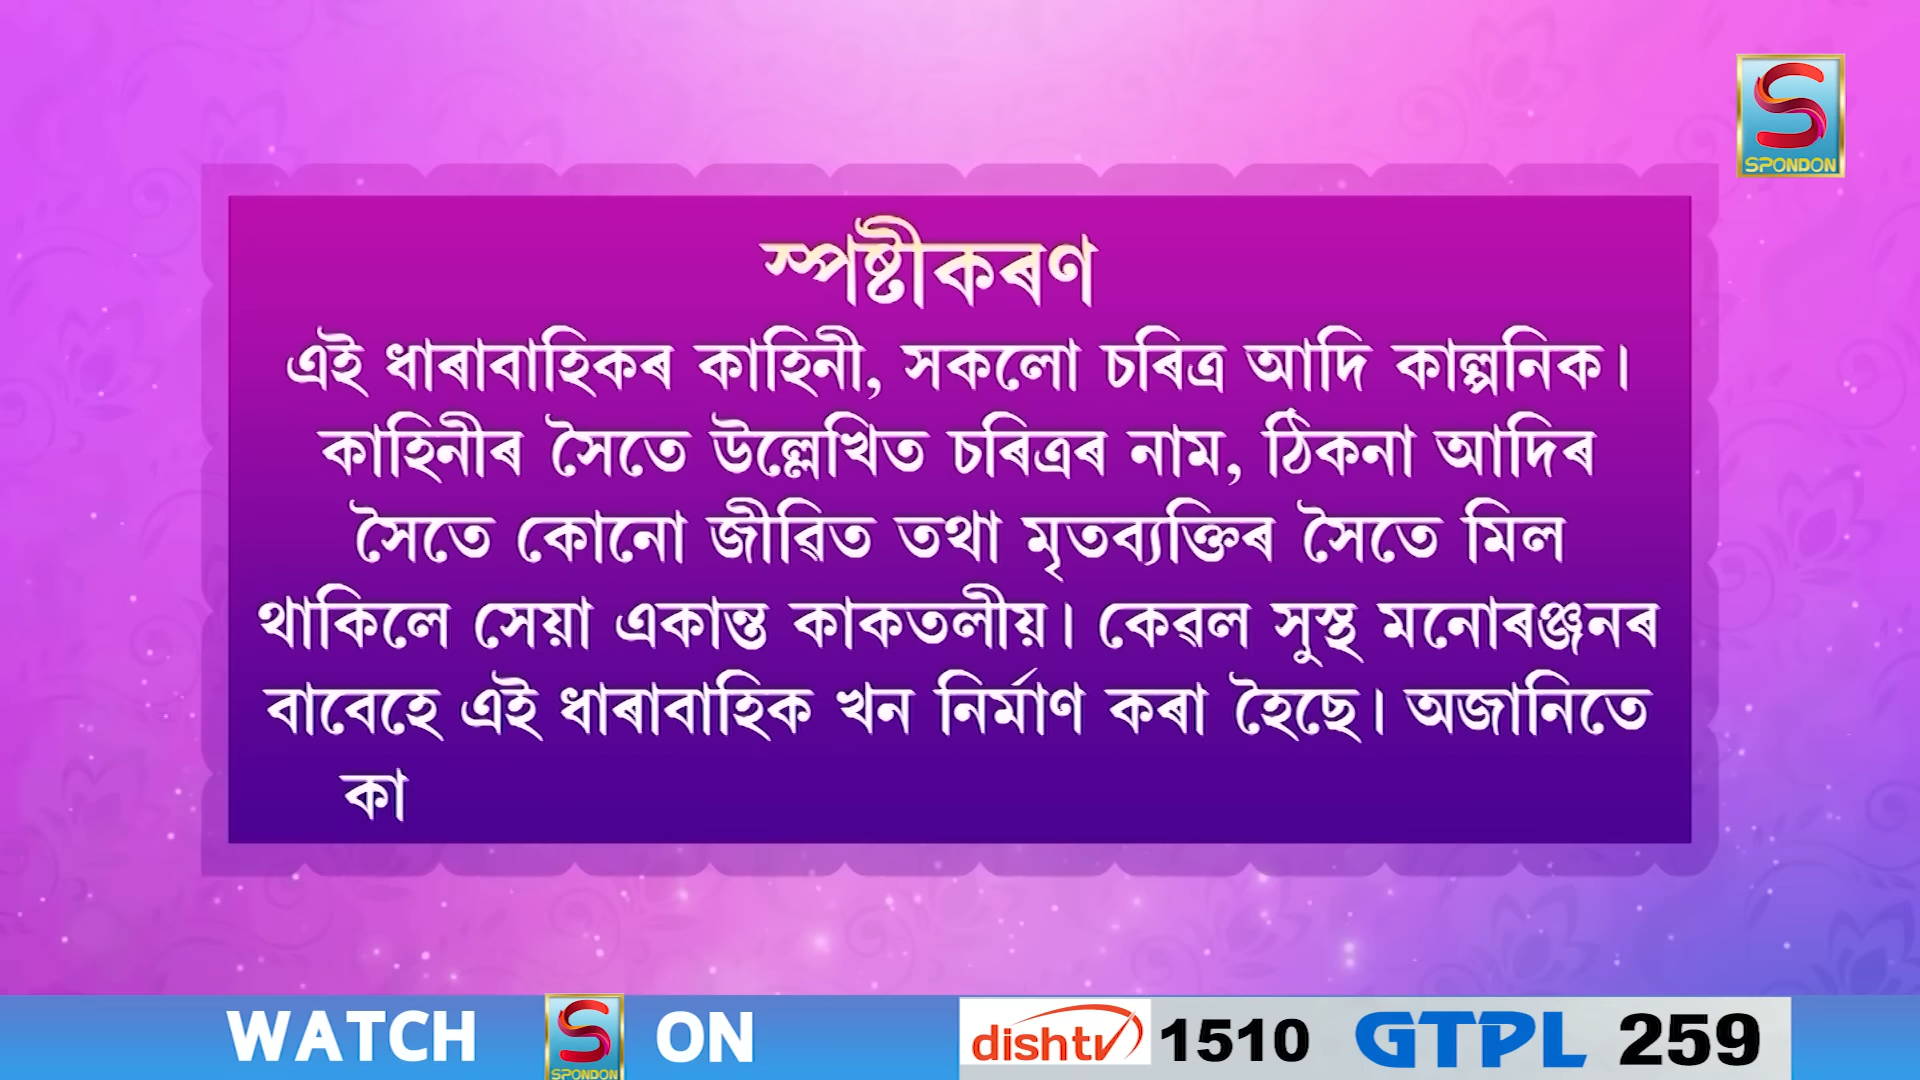 SPONDON
স্পষ্টীকৰণ
এই ধাৰাবাহিকৰ কাহিনী, সকলো চৰিত্ৰ আদি কাল্পনিক।
কাহিনীৰ সৈতে উল্লেখিত চৰিত্ৰৰ নাম, ঠিকনা আদিৰ
সৈতে কোনো জীৱিত তথা মৃতব্যক্তিৰ সৈতে মিল
থাকিলে সেয়া একান্ত কাকতলীয়। কেৱল সুস্থ মনোৰঞ্জনৰ
বাবেহে এই ধাৰাবাহিক খন নিৰ্মাণ কৰা হৈছে। অজানিতে
কা
WATCH SPONDON ON dishtv 1510 GTPL 259